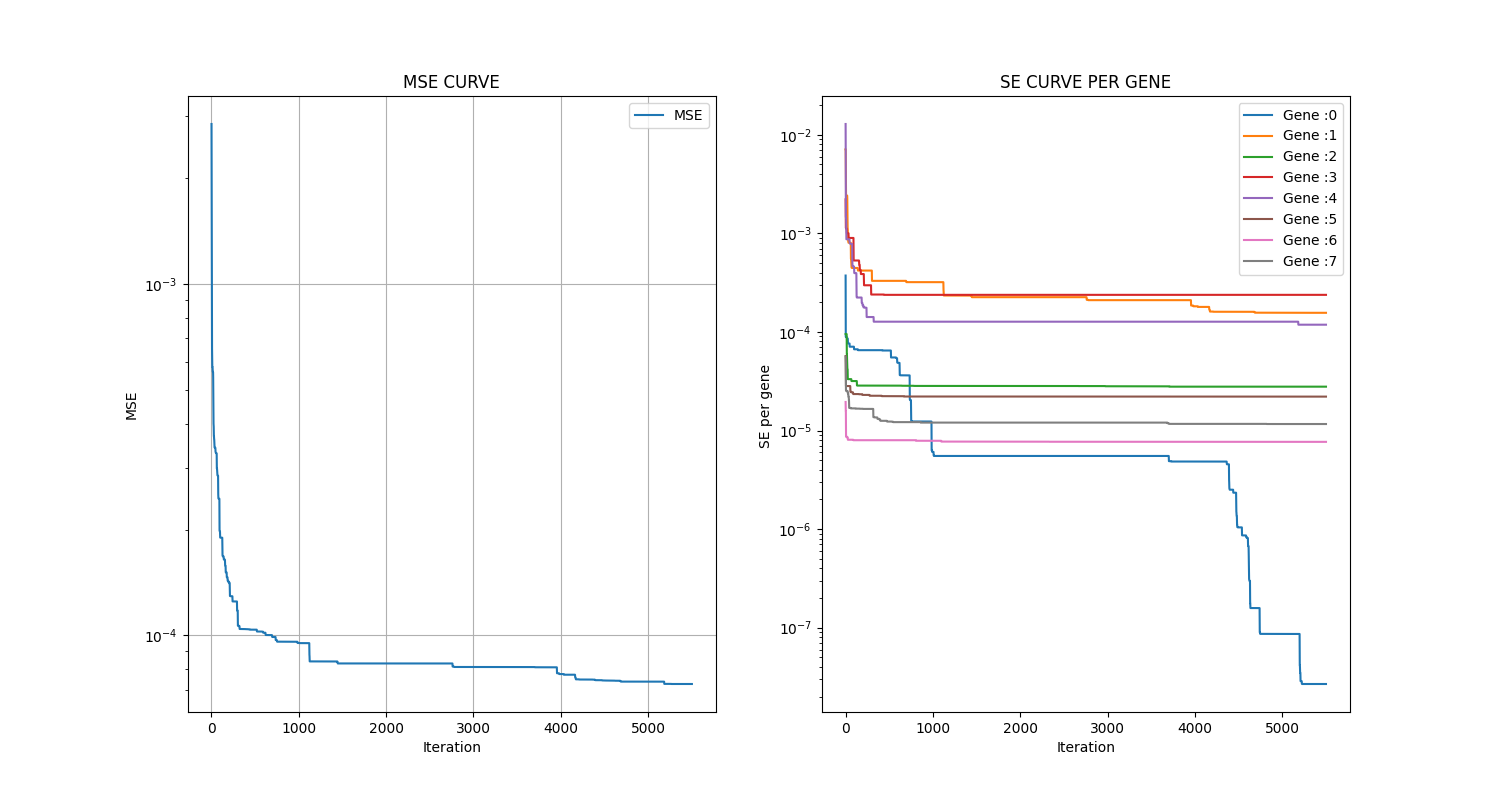 MSE CURVE
MSE
10^-3
10^-4
MSE
0 1000 2000 3000 4000 5000
Iteration
SE CURVE PER GENE
Gene :0
Gene :1
Gene :2
Gene :3
Gene :4
Gene :5
Gene :6
Gene :7
10^-2
10^-3
10^-4
10^-5
10^-6
10^-7
SE per gene
0 1000 2000 3000 4000 5000
Iteration